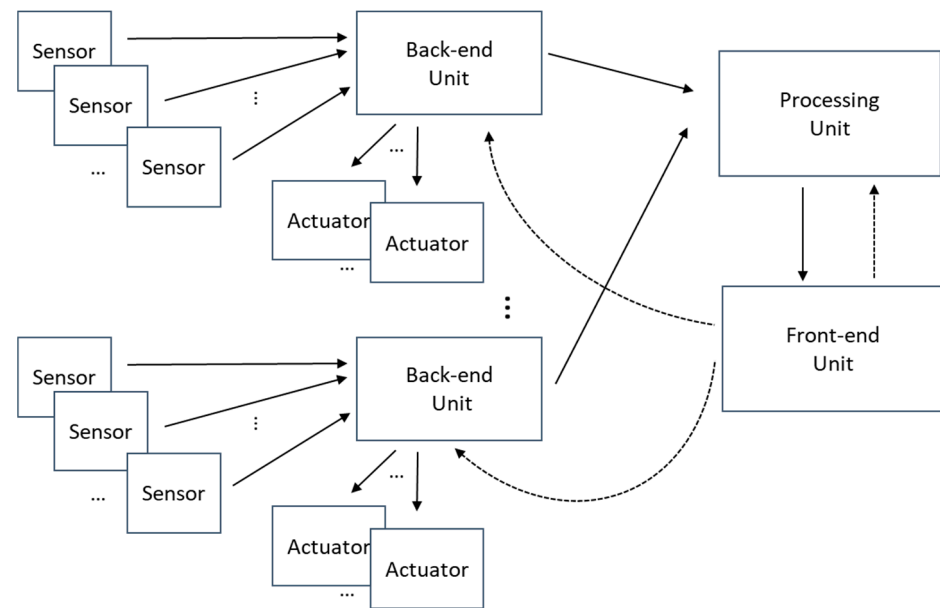 Sensor
Sensor
...
Sensor
...
Back-end
Unit
...
Actuator
Actuator
...
Processing
Unit
...
Front-end
Unit
Sensor
Sensor
...
Sensor
...
Back-end
Unit
...
Actuator
Actuator
...